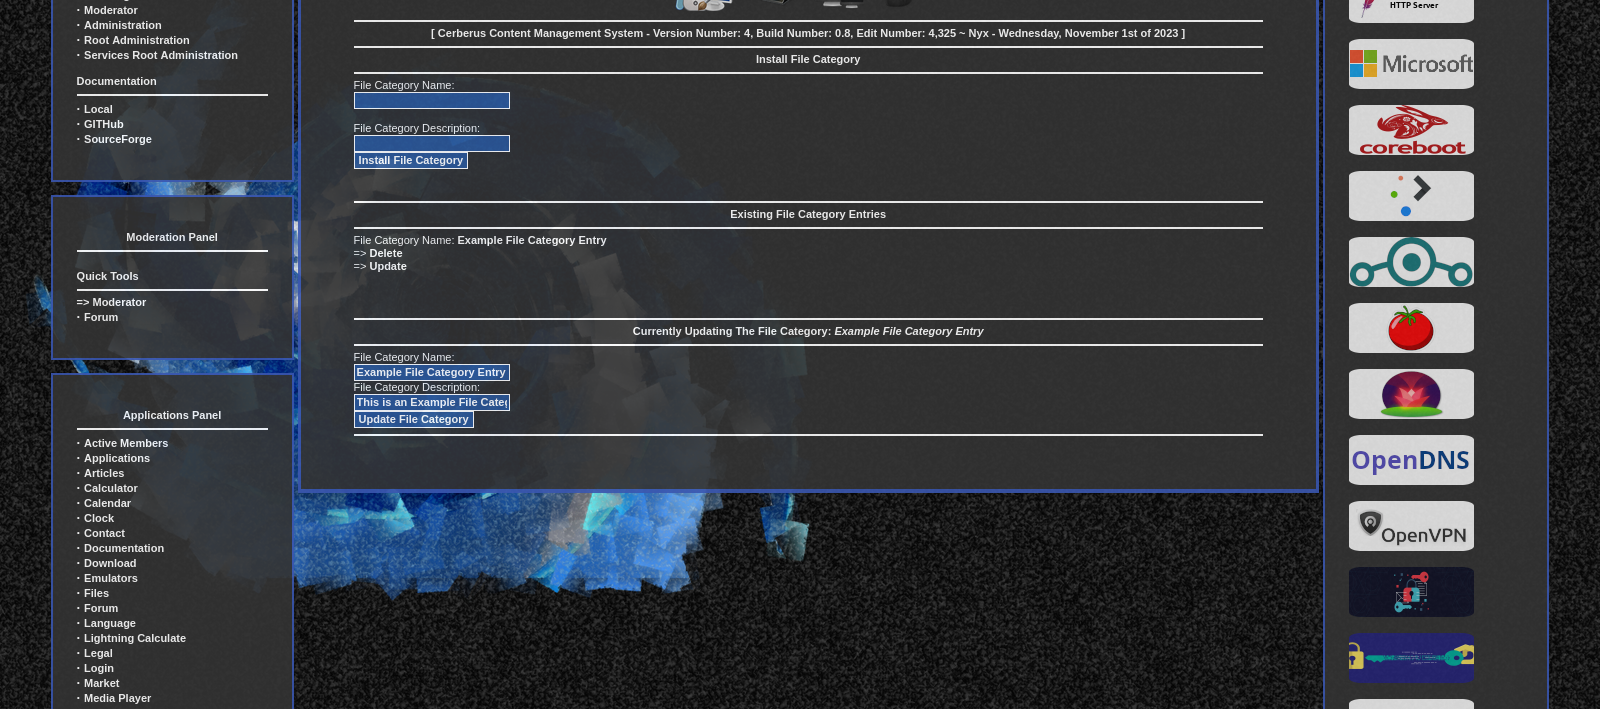 · Moderator
· Administration
· Root Administration
· Services Root Administration
Documentation
· Local
· GITHub
· SourceForge
Moderation Panel
Quick Tools
=> Moderator
· Forum
Applications Panel
· Active Members
· Applications
· Articles
· Calculator
· Calendar
· Clock
· Contact
· Documentation
· Download
· Emulators
· Files
· Forum
· Language
· Lightning Calculate
· Legal
· Login
· Market
· Media Player
[ Cerberus Content Management System - Version Number: 4, Build Number: 0.8, Edit Number: 4,325 ~ Nyx - Wednesday, November 1st of 2023 ]
Install File Category
File Category Name:
File Category Description:
Install File Category
Existing File Category Entries
File Category Name: Example File Category Entry
=> Delete
=> Update
Currently Updating The File Category: Example File Category Entry
File Category Name:
Example File Category Entry
File Category Description:
This is an Example File Categ
Update File Category
HTTP Server
Microsoft
coreboot
OpenDNS
OpenVPN